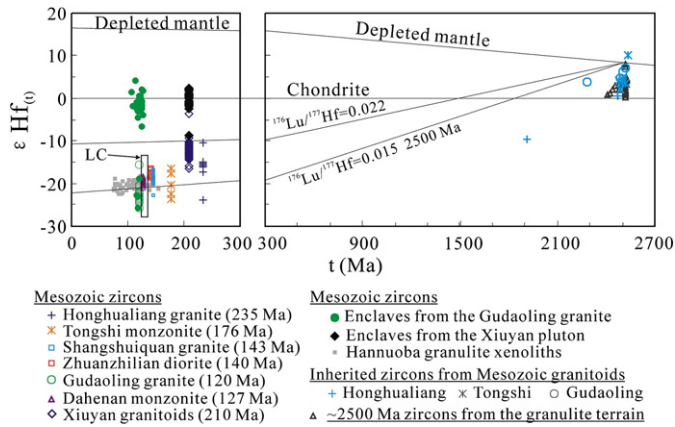 20
10
0
-10
-20
-30
ε Hf(t)
Depleted mantle
LC
0 100 200 300
Depleted mantle
Chondrite
¹⁷⁶Lu/¹⁷⁷Hf=0.022
¹⁷⁶Lu/¹⁷⁷Hf=0.015 2500 Ma
300 900 1500 2100 2700
t (Ma)
Mesozoic zircons
Honghualiang granite (235 Ma)
Tongshi monzonite (176 Ma)
Shangshuiquan granite (143 Ma)
Zhuanzhilian diorite (140 Ma)
Gudaoling granite (120 Ma)
Dahenan monzonite (127 Ma)
Xiuyan granitoids (210 Ma)
Mesozoic zircons
Enclaves from the Gudaoling granite
Enclaves from the Xiuyan pluton
Hannuoba granulite xenoliths
Inherited zircons from Mesozoic granitoids
Honghualiang Tongshi Gudaoling
~2500 Ma zircons from the granulite terrain